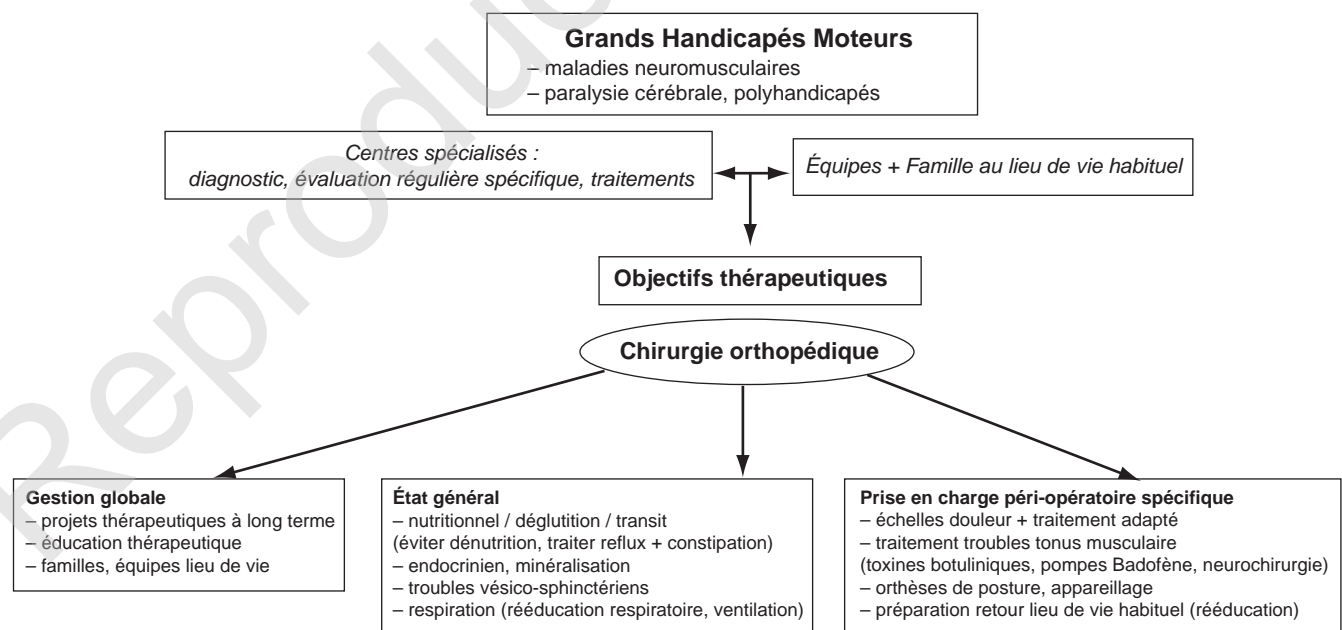 Grands Handicapés Moteurs
– maladies neuromusculaires
– paralysie cérébrale, polyhandicapés
Centres spécialisés :
diagnostic, évaluation régulière spécifique, traitements
Équipes + Famille au lieu de vie habituel
Objectifs thérapeutiques
Chirurgie orthopédique
Gestion globale
– projets thérapeutiques à long terme
– éducation thérapeutique
– familles, équipes lieu de vie
État général
– nutritionnel / déglutition / transit
(éviter dénutrition, traiter reflux + constipation)
– endocrinien, minéralisation
– troubles vésico-sphinctériens
– respiration (rééducation respiratoire, ventilation)
Prise en charge péri-opératoire spécifique
– échelles douleur + traitement adapté
– traitement troubles tonus musculaire
(toxines botuliniques, pompes Badofène, neurochirurgie)
– orthèses de posture, appareillage
– préparation retour lieu de vie habituel (rééducation)
Reproduc